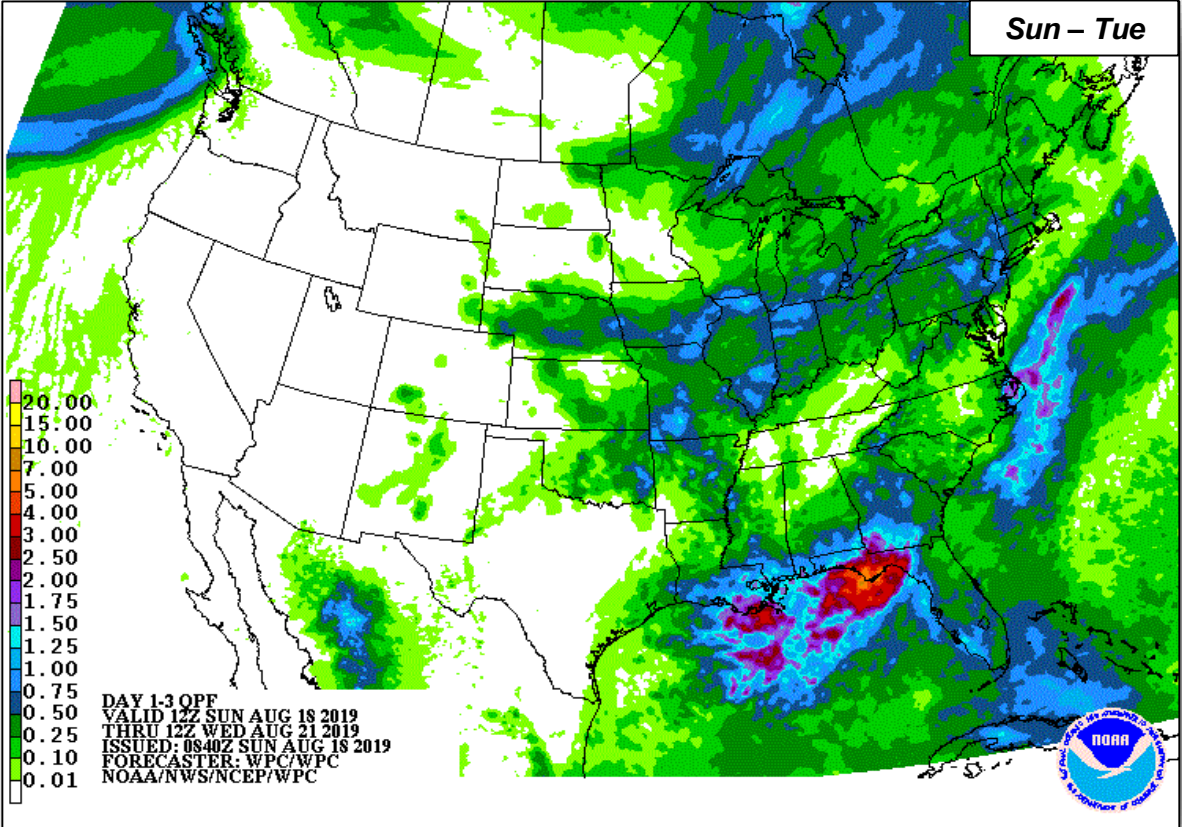 Sun – Tue
20.00
15.00
10.00
7.00
5.00
4.00
3.00
2.50
2.00
1.75
1.50
1.25
1.00
0.75
0.50
0.25
0.10
0.01
DAY 1-3 QPF
VALID 12Z SUN AUG 18 2019
THRU 12Z WED AUG 21 2019
ISSUED: 0840Z SUN AUG 18 2019
FORECASTER: WPC/WPC
NOAA/NWS/NCEP/WPC
NOAA